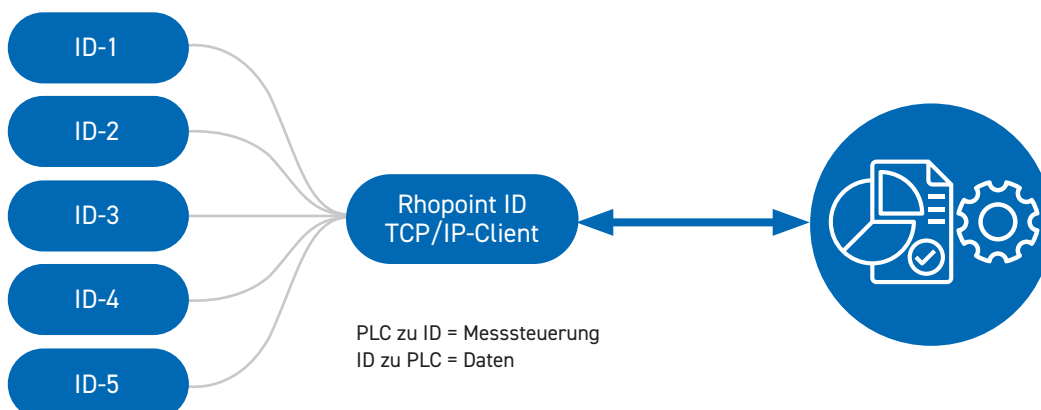 ID-1
ID-2
ID-3
ID-4
ID-5
Rhopoint ID
TCP/IP-Client
PLC zu ID = Messsteuerung
ID zu PLC = Daten